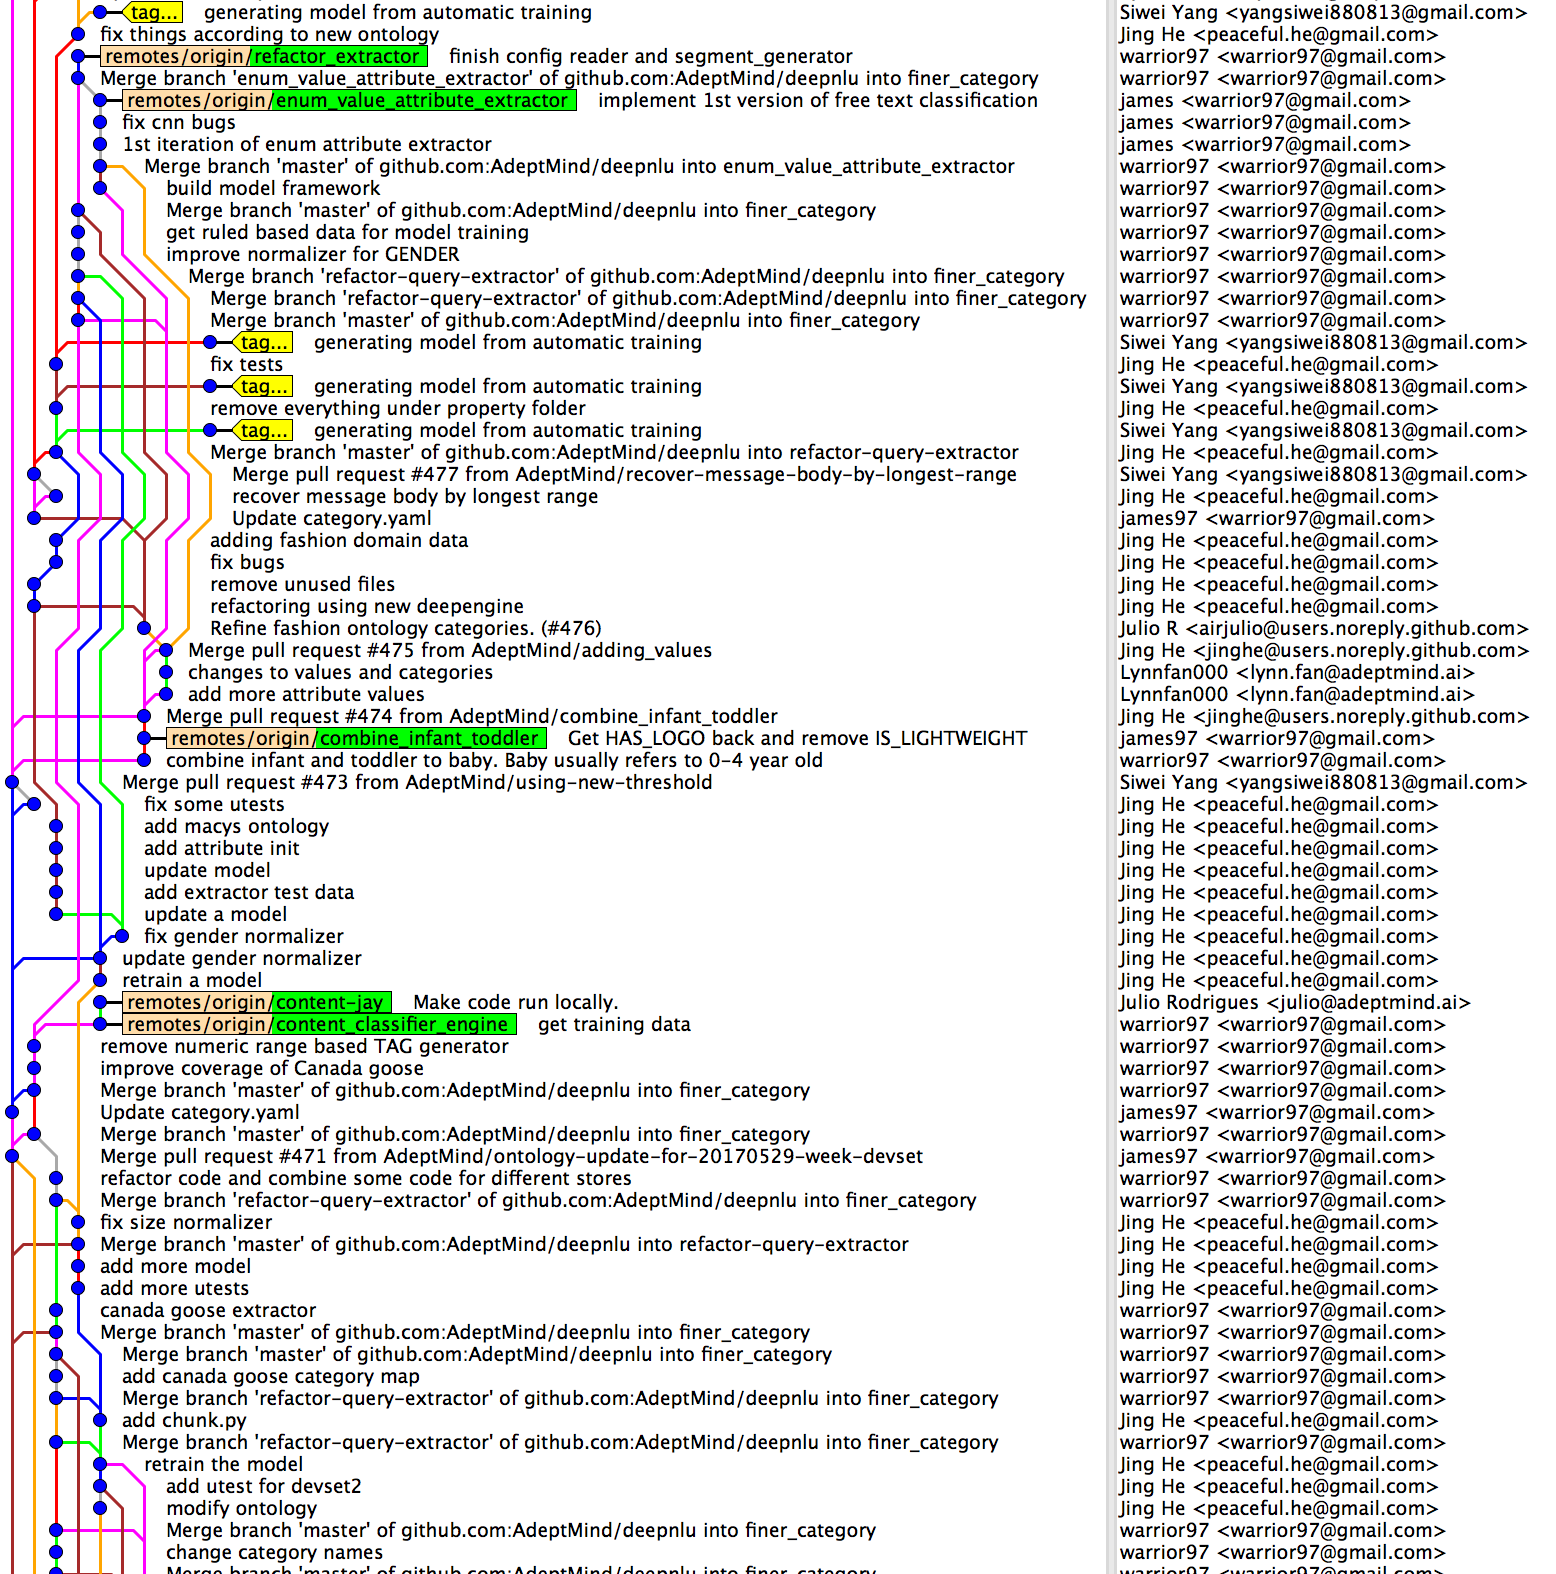 tag... generating model from automatic training Siwei Yang <yangsiwei880813@gmail.com>
fix things according to new ontology Jing He <peaceful.he@gmail.com>
remotes/origin/refactor_extractor finish config reader and segment_generator warrior97 <warrior97@gmail.com>
Merge branch 'enum_value_attribute_extractor' of github.com:AdeptMind/deepnlu into finer_category warrior97 <warrior97@gmail.com>
remotes/origin/enum_value_attribute_extractor implement 1st version of free text classification james <warrior97@gmail.com>
fix cnn bugs james <warrior97@gmail.com>
1st iteration of enum attribute extractor james <warrior97@gmail.com>
Merge branch 'master' of github.com:AdeptMind/deepnlu into enum_value_attribute_extractor warrior97 <warrior97@gmail.com>
build model framework warrior97 <warrior97@gmail.com>
Merge branch 'master' of github.com:AdeptMind/deepnlu into finer_category warrior97 <warrior97@gmail.com>
get ruled based data for model training warrior97 <warrior97@gmail.com>
improve normalizer for GENDER warrior97 <warrior97@gmail.com>
Merge branch 'refactor-query-extractor' of github.com:AdeptMind/deepnlu into finer_category warrior97 <warrior97@gmail.com>
Merge branch 'refactor-query-extractor' of github.com:AdeptMind/deepnlu into finer_category warrior97 <warrior97@gmail.com>
Merge branch 'master' of github.com:AdeptMind/deepnlu into finer_category warrior97 <warrior97@gmail.com>
tag... generating model from automatic training Siwei Yang <yangsiwei880813@gmail.com>
fix tests Jing He <peaceful.he@gmail.com>
tag... generating model from automatic training Siwei Yang <yangsiwei880813@gmail.com>
remove everything under property folder Jing He <peaceful.he@gmail.com>
tag... generating model from automatic training Siwei Yang <yangsiwei880813@gmail.com>
Merge branch 'master' of github.com:AdeptMind/deepnlu into refactor-query-extractor Jing He <peaceful.he@gmail.com>
Merge pull request #477 from AdeptMind/recover-message-body-by-longest-range Siwei Yang <yangsiwei880813@gmail.com>
recover message body by longest range Jing He <peaceful.he@gmail.com>
Update category.yaml james97 <warrior97@gmail.com>
adding fashion domain data Jing He <peaceful.he@gmail.com>
fix bugs Jing He <peaceful.he@gmail.com>
remove unused files Jing He <peaceful.he@gmail.com>
refactoring using new deepengine Jing He <peaceful.he@gmail.com>
Refine fashion ontology categories. (#476) Julio R <airjulio@users.noreply.github.com>
Merge pull request #475 from AdeptMind/adding_values Jing He <jinghe@users.noreply.github.com>
changes to values and categories Lynnfan000 <lynn.fan@adeptmind.ai>
add more attribute values Lynnfan000 <lynn.fan@adeptmind.ai>
Merge pull request #474 from AdeptMind/combine_infant_toddler Jing He <jinghe@users.noreply.github.com>
remotes/origin/combine_infant_toddler Get HAS_LOGO back and remove IS_LIGHTWEIGHT james97 <warrior97@gmail.com>
combine infant and toddler to baby. Baby usually refers to 0-4 year old warrior97 <warrior97@gmail.com>
Merge pull request #473 from AdeptMind/using-new-threshold Siwei Yang <yangsiwei880813@gmail.com>
fix some utests Jing He <peaceful.he@gmail.com>
add macys ontology Jing He <peaceful.he@gmail.com>
add attribute init Jing He <peaceful.he@gmail.com>
update model Jing He <peaceful.he@gmail.com>
add extractor test data Jing He <peaceful.he@gmail.com>
update a model Jing He <peaceful.he@gmail.com>
fix gender normalizer Jing He <peaceful.he@gmail.com>
update gender normalizer Jing He <peaceful.he@gmail.com>
retrain a model Jing He <peaceful.he@gmail.com>
remotes/origin/content-jay Make code run locally. Julio Rodrigues <julio@adeptmind.ai>
remotes/origin/content_classifier_engine get training data warrior97 <warrior97@gmail.com>
remove numeric range based TAG generator warrior97 <warrior97@gmail.com>
improve coverage of Canada goose warrior97 <warrior97@gmail.com>
Merge branch 'master' of github.com:AdeptMind/deepnlu into finer_category warrior97 <warrior97@gmail.com>
Update category.yaml james97 <warrior97@gmail.com>
Merge branch 'master' of github.com:AdeptMind/deepnlu into finer_category warrior97 <warrior97@gmail.com>
Merge pull request #471 from AdeptMind/ontology-update-for-20170529-week-devset james97 <warrior97@gmail.com>
refactor code and combine some code for different stores warrior97 <warrior97@gmail.com>
Merge branch 'refactor-query-extractor' of github.com:AdeptMind/deepnlu into finer_category warrior97 <warrior97@gmail.com>
fix size normalizer Jing He <peaceful.he@gmail.com>
Merge branch 'master' of github.com:AdeptMind/deepnlu into refactor-query-extractor Jing He <peaceful.he@gmail.com>
add more model Jing He <peaceful.he@gmail.com>
add more utests Jing He <peaceful.he@gmail.com>
canada goose extractor warrior97 <warrior97@gmail.com>
Merge branch 'master' of github.com:AdeptMind/deepnlu into finer_category warrior97 <warrior97@gmail.com>
Merge branch 'master' of github.com:AdeptMind/deepnlu into finer_category warrior97 <warrior97@gmail.com>
add canada goose category map warrior97 <warrior97@gmail.com>
Merge branch 'refactor-query-extractor' of github.com:AdeptMind/deepnlu into finer_category warrior97 <warrior97@gmail.com>
add chunk.py Jing He <peaceful.he@gmail.com>
Merge branch 'refactor-query-extractor' of github.com:AdeptMind/deepnlu into finer_category warrior97 <warrior97@gmail.com>
retrain the model Jing He <peaceful.he@gmail.com>
add utest for devset2 Jing He <peaceful.he@gmail.com>
modify ontology Jing He <peaceful.he@gmail.com>
Merge branch 'master' of github.com:AdeptMind/deepnlu into finer_category warrior97 <warrior97@gmail.com>
change category names warrior97 <warrior97@gmail.com>
Merge branch 'master' of github.com:AdeptMind/deepnlu into finer_category warrior97 <warrior97@gmail.com>